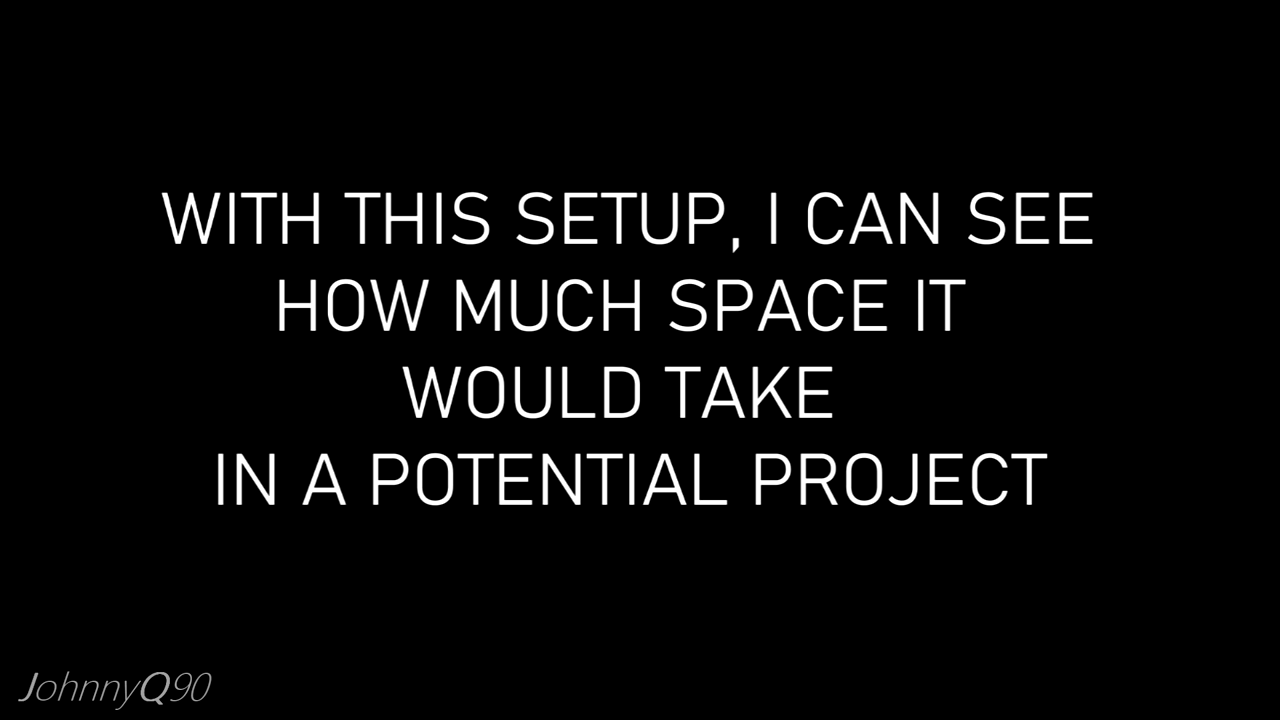 WITH THIS SETUP, I CAN SEE
HOW MUCH SPACE IT
WOULD TAKE
IN A POTENTIAL PROJECT
JohnnyQ90